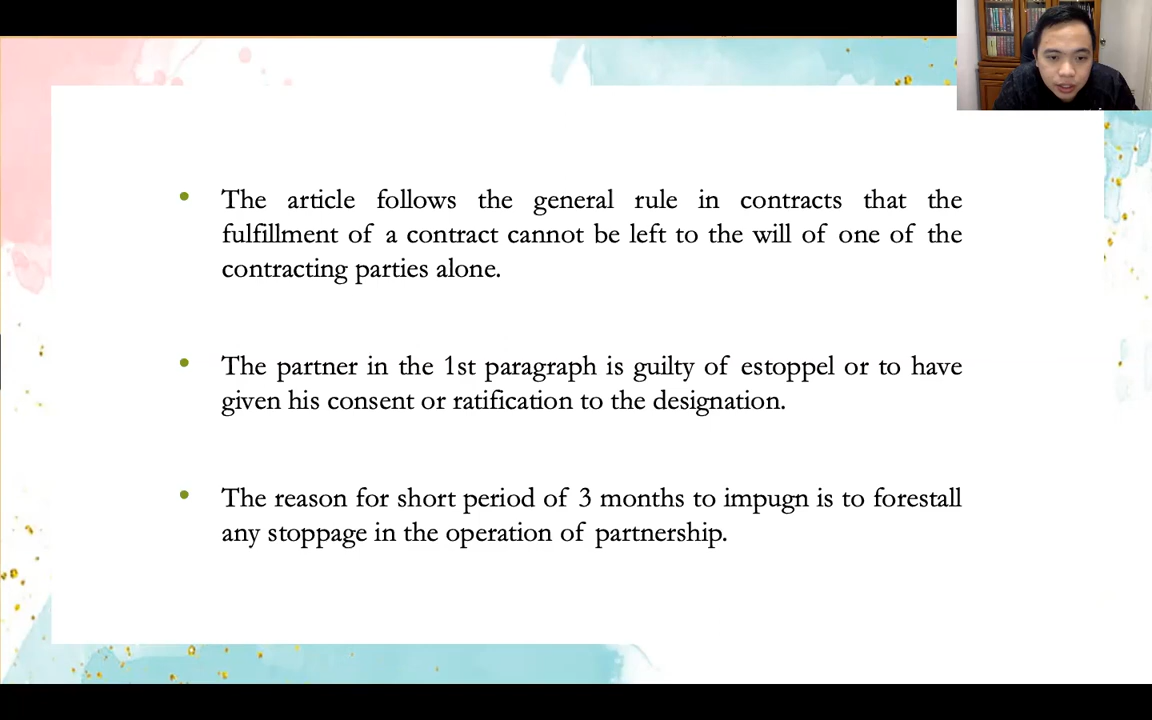 The article follows the general rule in contracts that the
fulfillment of a contract cannot be left to the will of one of the
contracting parties alone.
The partner in the 1st paragraph is guilty of estoppel or to have
given his consent or ratification to the designation.
The reason for short period of 3 months to impugn is to forestall
any stoppage in the operation of partnership.